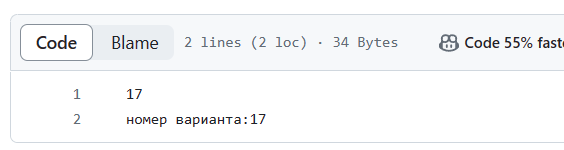 Code Blame 2 lines (2 loc) · 34 Bytes Code 55% faste
1 17
2 номер варианта:17